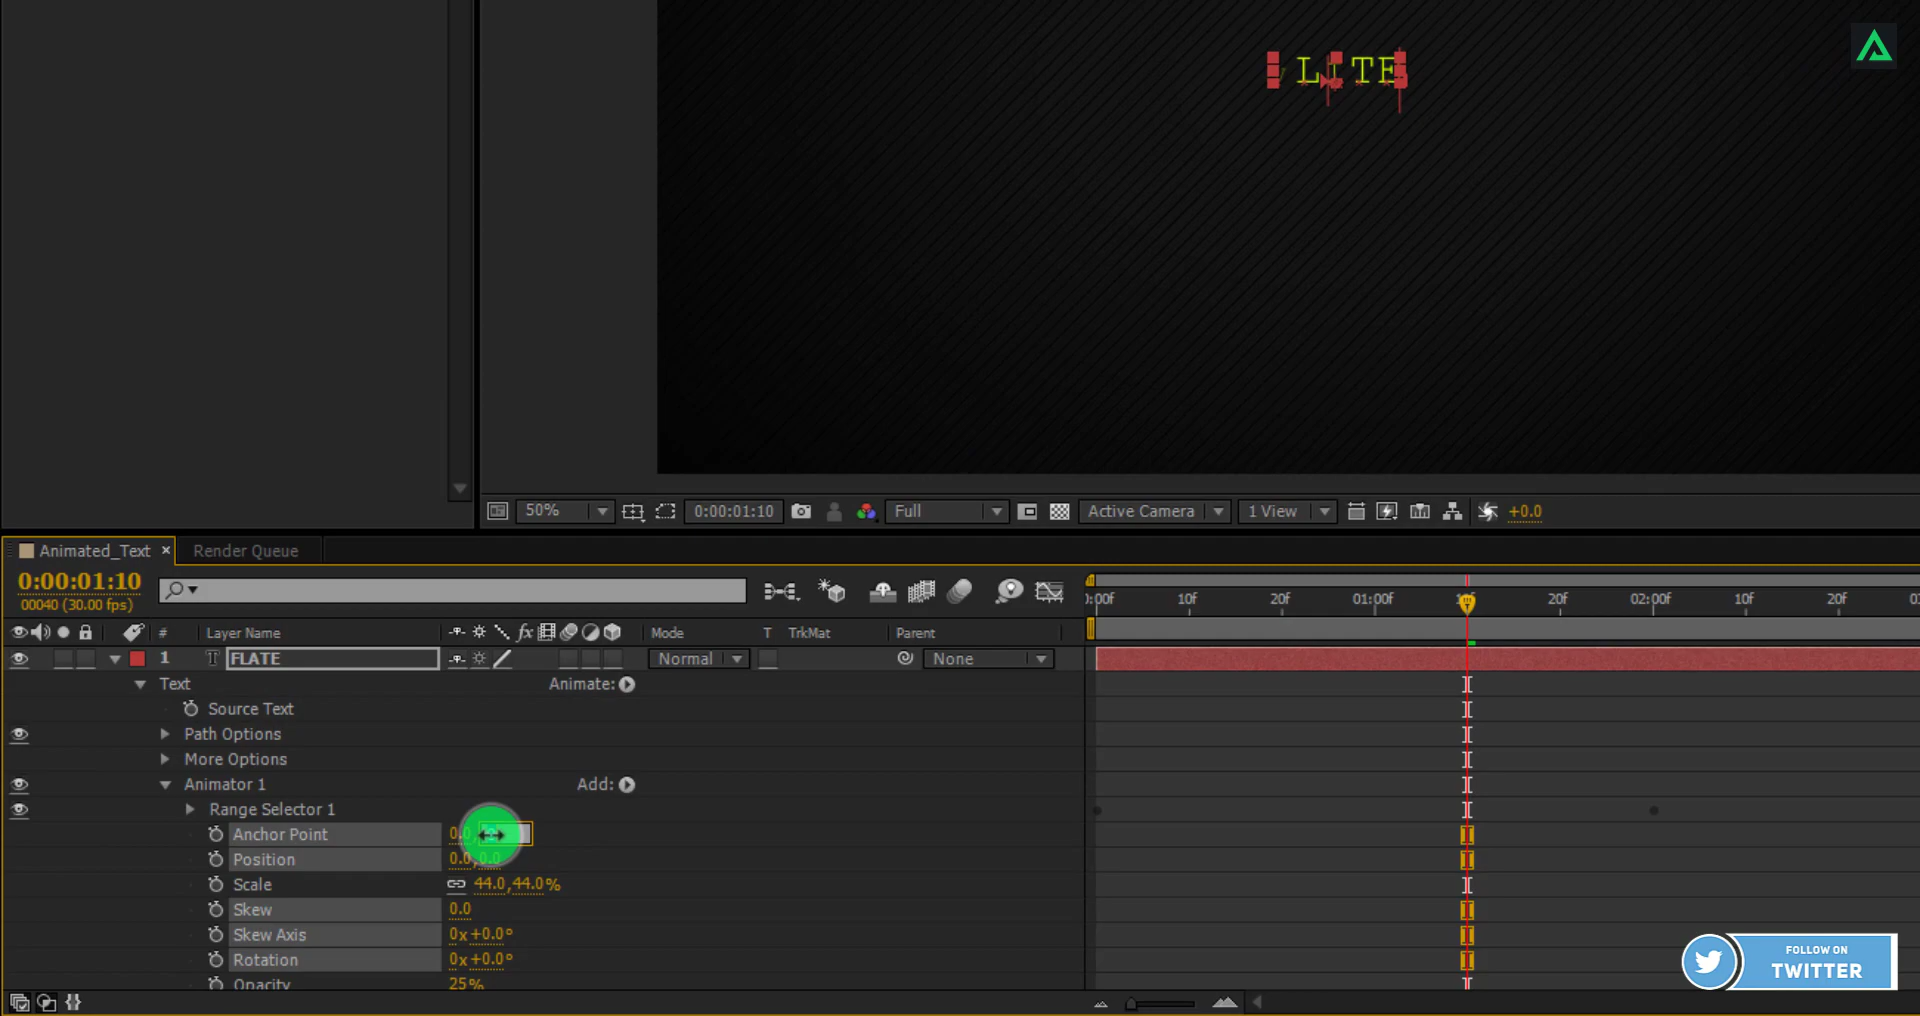 LITE
50%
0:00:01:10
Full
Active Camera
1 View
+0.0
Animated_Text
Render Queue
0:00:01:10
00040 (30.00 fps)
:00f 10f 20f 01:00f 20f 02:00f 10f 20f
# Layer Name fx Mode T TrkMat Parent
1 T FLATE Normal None
Text Animate:
Source Text
Path Options
More Options
Animator 1 Add:
Range Selector 1
Anchor Point 0.0,
Position 0.0,0.0
Scale 44.0,44.0%
Skew 0.0
Skew Axis 0x+0.0°
Rotation 0x+0.0°
Opacity 25%
FOLLOW ON
TWITTER